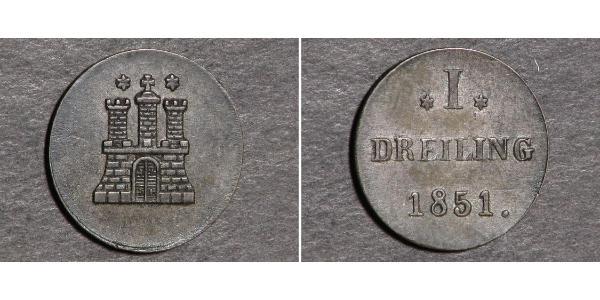 * I *
DREILING
1851.